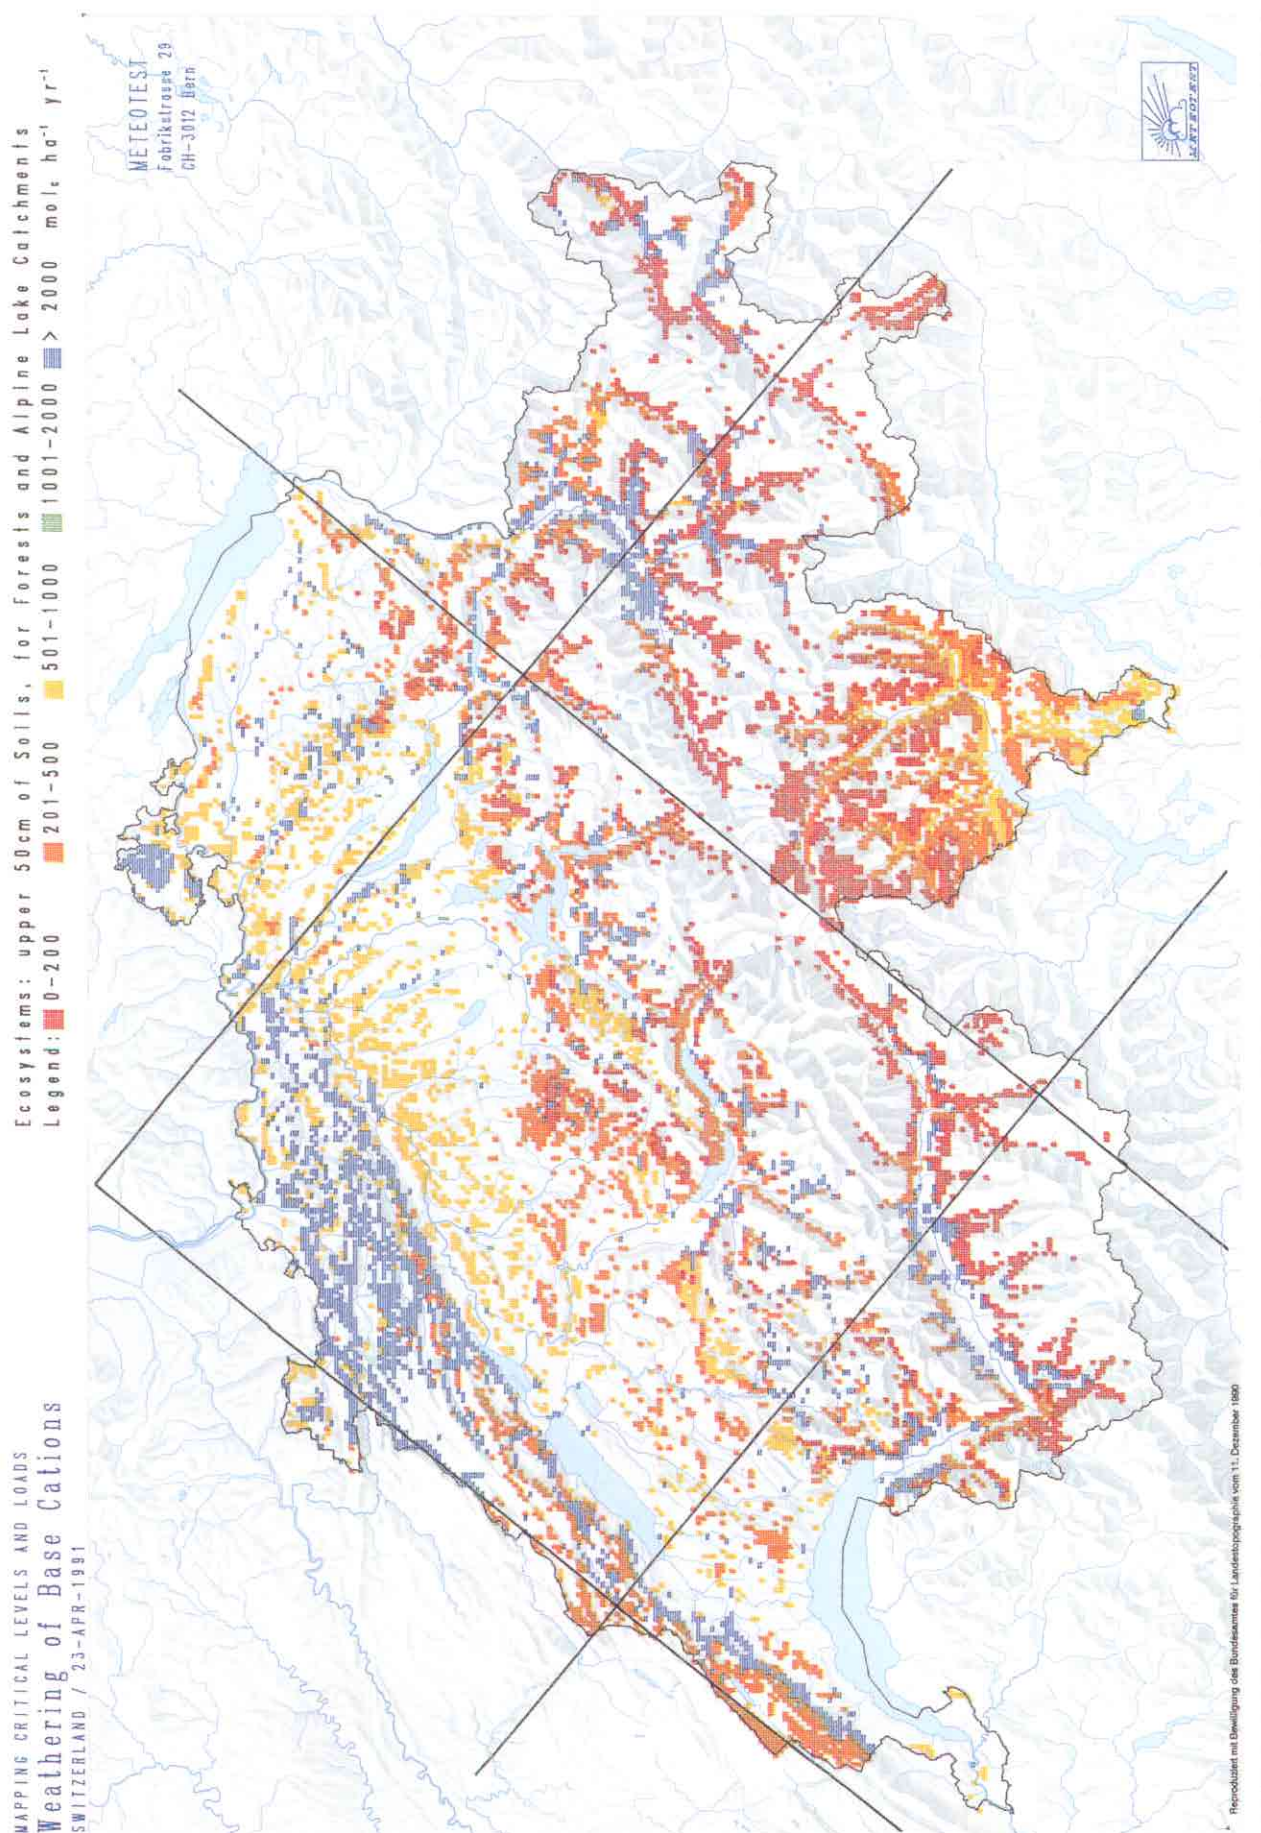 MAPPING CRITICAL LEVELS AND LOADS
Weathering of Base Cations
SWITZERLAND / 23-APR-1991
Ecosystems: upper 50cm of Soils, for Forests and Alpine Lake Catchments
Legend: 0-200 201-500 501-1000 1001-2000 > 2000 molc ha-1 yr-1
METEOTEST
Fabrikstrasse 29
CH-3012 Bern
METEOTEST
Reproduziert mit Bewilligung des Bundesamtes für Landestopographie vom 11. Dezember 1990